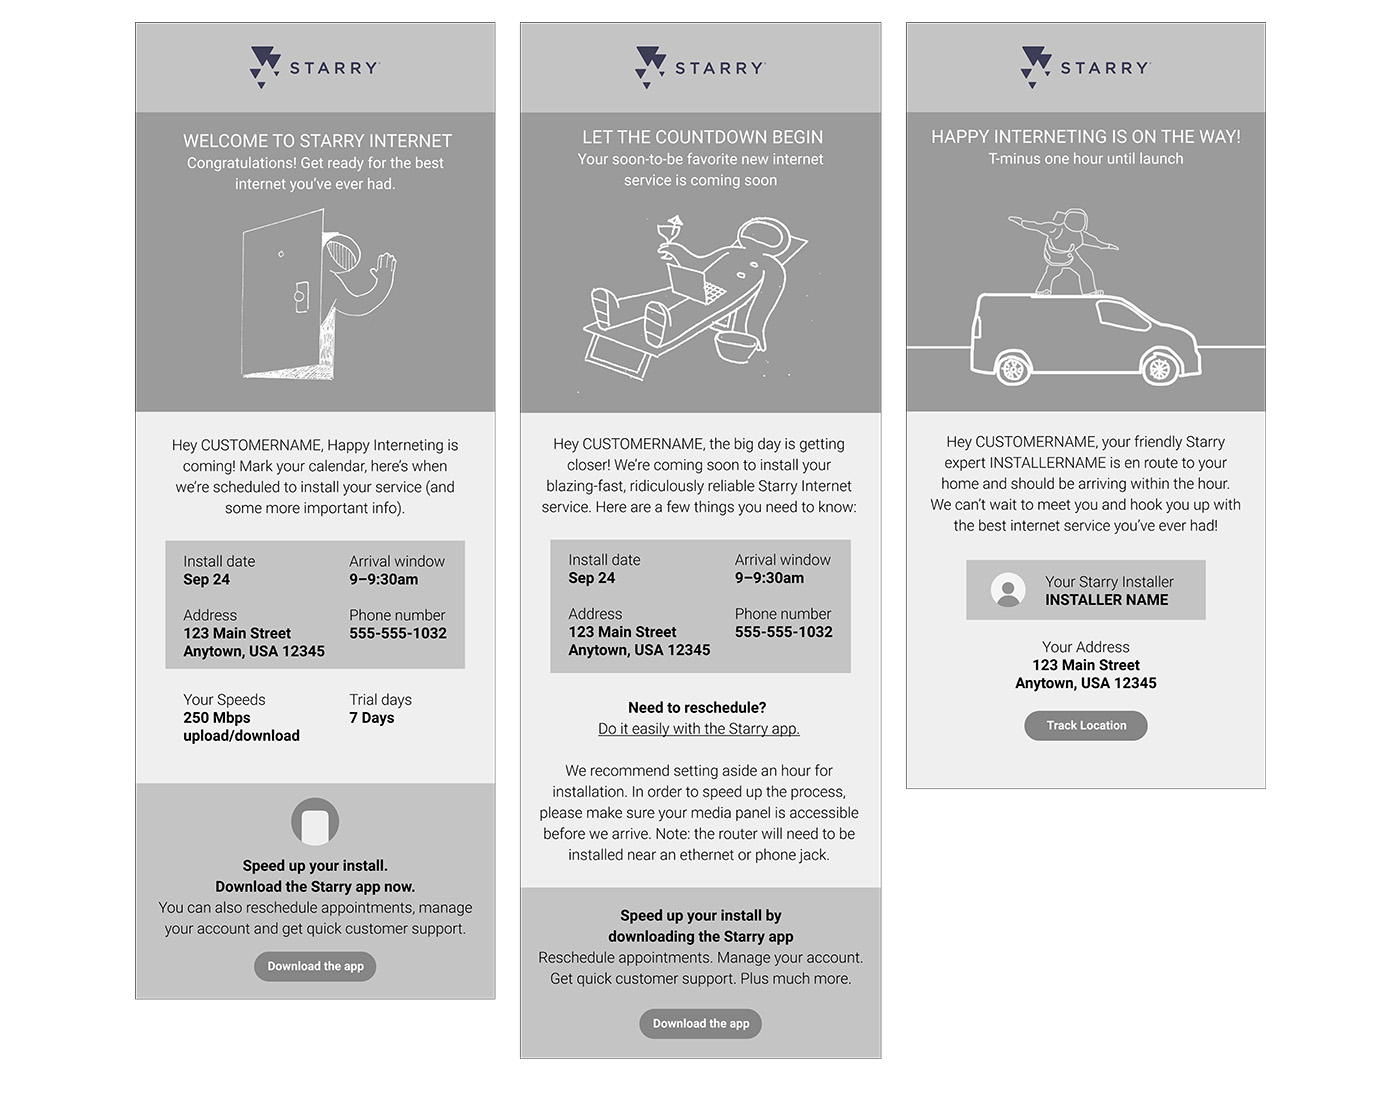 STARRY
WELCOME TO STARRY INTERNET
Congratulations! Get ready for the best
internet you've ever had.
Hey CUSTOMERNAME, Happy Interneting is
coming! Mark your calendar, here's when
we're scheduled to install your service (and
some more important info).
Install date
Sep 24
Arrival window
9–9:30am
Address
123 Main Street
Anytown, USA 12345
Phone number
555-555-1032
Your Speeds
250 Mbps
upload/download
Trial days
7 Days
Speed up your install.
Download the Starry app now.
You can also reschedule appointments, manage
your account and get quick customer support.
Download the app
STARRY
LET THE COUNTDOWN BEGIN
Your soon-to-be favorite new internet
service is coming soon
Hey CUSTOMERNAME, the big day is getting
closer! We're coming soon to install your
blazing-fast, ridiculously reliable Starry Internet
service. Here are a few things you need to know:
Install date
Sep 24
Arrival window
9–9:30am
Address
123 Main Street
Anytown, USA 12345
Phone number
555-555-1032
Need to reschedule?
Do it easily with the Starry app.
We recommend setting aside an hour for
installation. In order to speed up the process,
please make sure your media panel is accessible
before we arrive. Note: the router will need to be
installed near an ethernet or phone jack.
Speed up your install by
downloading the Starry app
Reschedule appointments. Manage your account.
Get quick customer support. Plus much more.
Download the app
STARRY
HAPPY INTERNETING IS ON THE WAY!
T-minus one hour until launch
Hey CUSTOMERNAME, your friendly Starry
expert INSTALLERNAME is en route to your
home and should be arriving within the hour.
We can't wait to meet you and hook you up with
the best internet service you've ever had!
Your Starry Installer
INSTALLER NAME
Your Address
123 Main Street
Anytown, USA 12345
Track Location